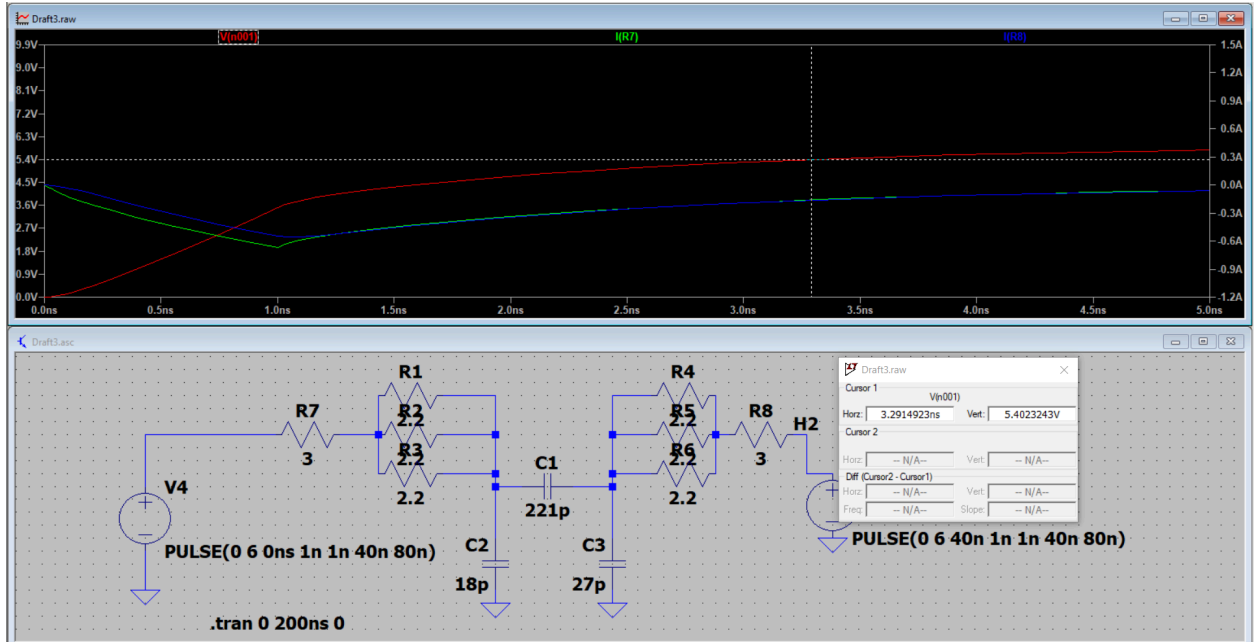 Draft3.raw
V(n001) I(R7) I(R8)
9.9V 1.5A
9.0V 1.2A
8.1V 0.9A
7.2V 0.6A
6.3V 0.3A
5.4V 0.0A
4.5V -0.3A
3.6V -0.6A
2.7V -0.9A
1.8V -1.2A
0.9V
0.0V
0.0ns 0.5ns 1.0ns 1.5ns 2.0ns 2.5ns 3.0ns 3.5ns 4.0ns 4.5ns 5.0ns
Draft3.asc
R1
R2
2.2
R3
2.2
2.2
R7
3
V4
PULSE(0 6 0ns 1n 1n 40n 80n)
C1
221p
C2
18p
C3
27p
R4
R5
2.2
R6
2.2
2.2
R8
3
H2
PULSE(0 6 40n 1n 1n 40n 80n)
.tran 0 200ns 0
Draft3.raw
Cursor 1
V(n001)
Horz: 3.2914923ns Vert: 5.4023243V
Cursor 2
Horz: -- N/A-- Vert: -- N/A--
Diff (Cursor2 - Cursor1)
Horz: -- N/A-- Vert: -- N/A--
Freq: -- N/A-- Slope: -- N/A--